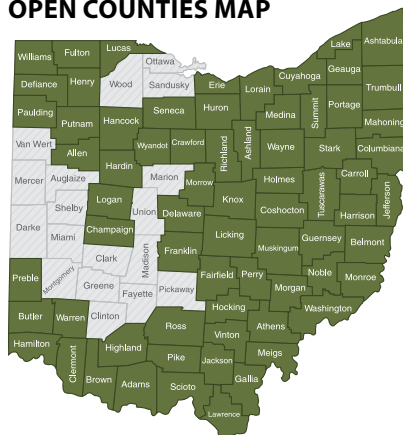 OPEN COUNTIES MAP
Williams
Fulton
Lucas
Ottawa
Lake
Ashtabula
Defiance
Henry
Wood
Sandusky
Erie
Lorain
Cuyahoga
Geauga
Trumbull
Paulding
Putnam
Hancock
Seneca
Huron
Medina
Summit
Portage
Mahoning
Van Wert
Allen
Wyandot
Crawford
Richland
Ashland
Wayne
Stark
Columbiana
Mercer
Auglaize
Hardin
Marion
Morrow
Holmes
Tuscarawas
Carroll
Jefferson
Shelby
Logan
Union
Delaware
Knox
Coshocton
Harrison
Darke
Miami
Champaign
Franklin
Licking
Muskingum
Guernsey
Belmont
Preble
Montgomery
Clark
Madison
Greene
Fayette
Pickaway
Fairfield
Perry
Morgan
Noble
Monroe
Butler
Warren
Clinton
Ross
Hocking
Athens
Washington
Hamilton
Clermont
Highland
Pike
Vinton
Jackson
Meigs
Brown
Adams
Scioto
Gallia
Lawrence